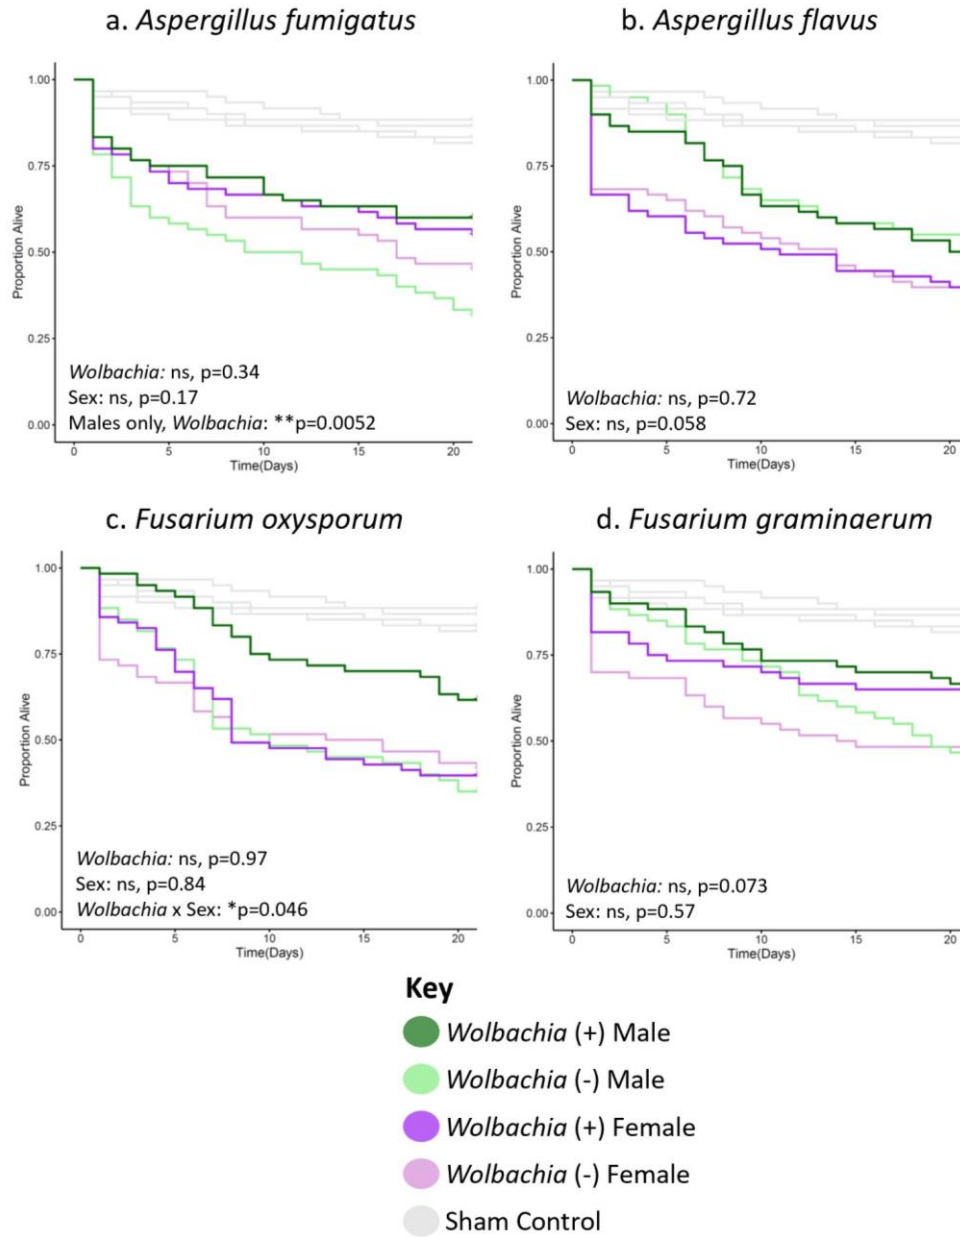 a. Aspergillus fumigatus
1.00
0.75
0.50
0.25
0.00
Proportion Alive
Wolbachia: ns, p=0.34
Sex: ns, p=0.17
Males only, Wolbachia: **p=0.0052
0 5 10 15 20
Time(Days)
b. Aspergillus flavus
1.00
0.75
0.50
0.25
0.00
Proportion Alive
Wolbachia: ns, p=0.72
Sex: ns, p=0.058
0 5 10 15 20
Time(Days)
c. Fusarium oxysporum
1.00
0.75
0.50
0.25
0.00
Proportion Alive
Wolbachia: ns, p=0.97
Sex: ns, p=0.84
Wolbachia x Sex: *p=0.046
0 5 10 15 20
Time(Days)
d. Fusarium graminaerum
1.00
0.75
0.50
0.25
0.00
Proportion Alive
Wolbachia: ns, p=0.073
Sex: ns, p=0.57
0 5 10 15 20
Time(Days)
Key
Wolbachia (+) Male
Wolbachia (-) Male
Wolbachia (+) Female
Wolbachia (-) Female
Sham Control